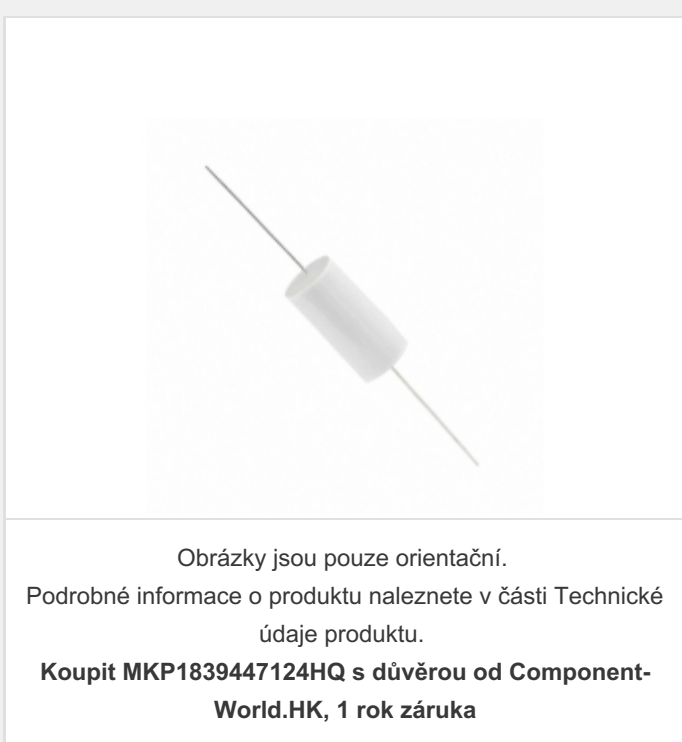 Obrázky jsou pouze orientační.
Podrobné informace o produktu naleznete v části Technické
údaje produktu.
Koupit MKP1839447124HQ s důvěrou od Component-
World.HK, 1 rok záruka